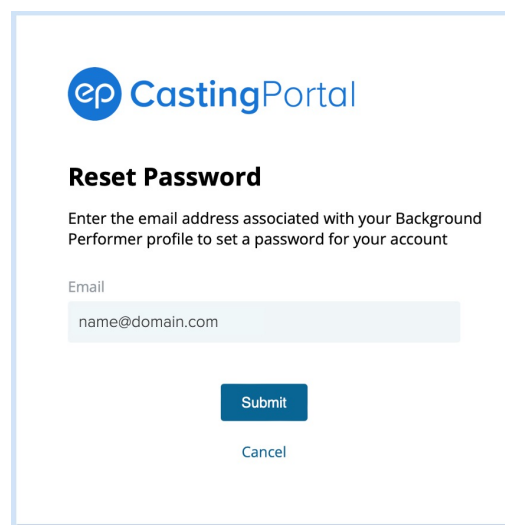 ep CastingPortal
Reset Password
Enter the email address associated with your Background
Performer profile to set a password for your account
Email
name@domain.com
Submit
Cancel